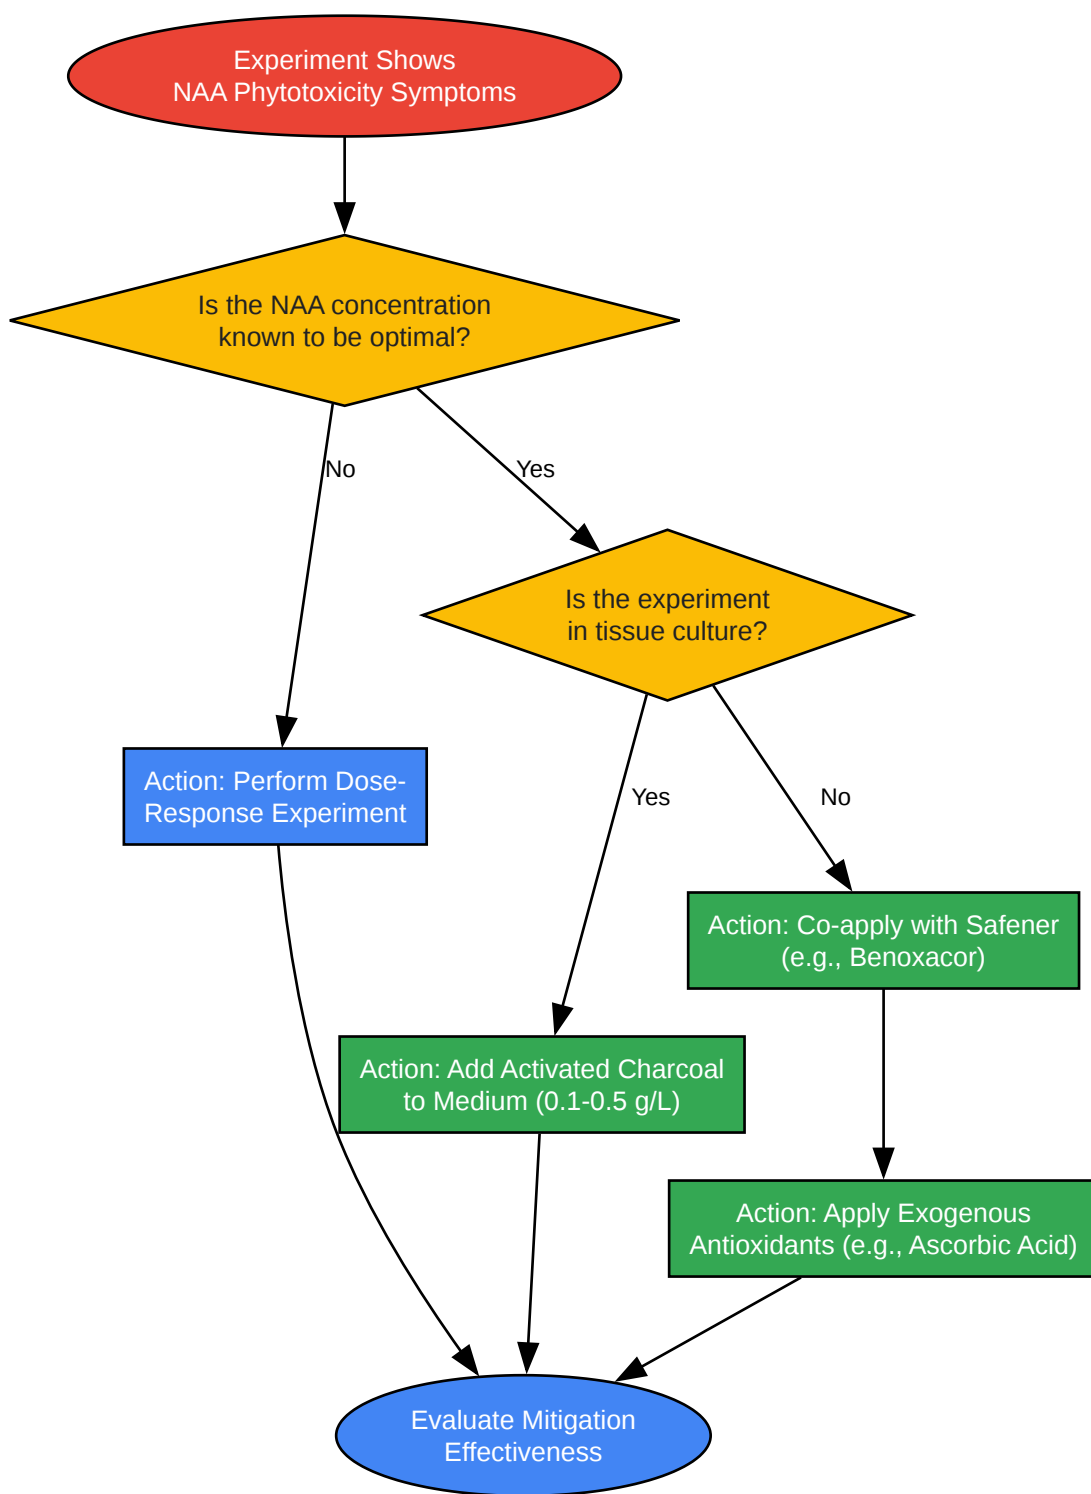 Experiment Shows
NAA Phytotoxicity Symptoms
Is the NAA concentration
known to be optimal?
No
Yes
Is the experiment
in tissue culture?
Action: Perform Dose-
Response Experiment
Yes
No
Action: Co-apply with Safener
(e.g., Benoxacor)
Action: Add Activated Charcoal
to Medium (0.1-0.5 g/L)
Action: Apply Exogenous
Antioxidants (e.g., Ascorbic Acid)
Evaluate Mitigation
Effectiveness